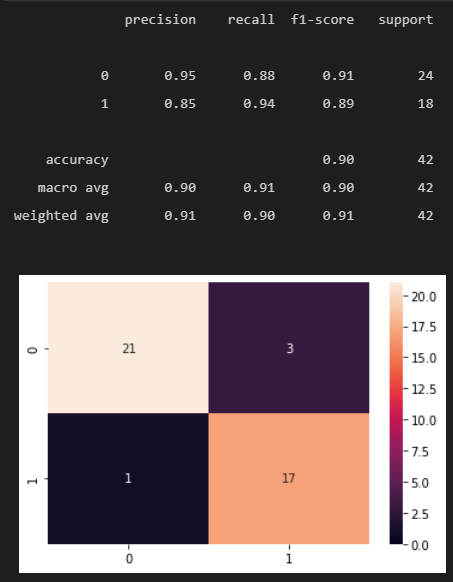 precision recall f1-score support
0 0.95 0.88 0.91 24
1 0.85 0.94 0.89 18
accuracy 0.90 42
macro avg 0.90 0.91 0.90 42
weighted avg 0.91 0.90 0.91 42
20.0
0 21 3
17.5
15.0
12.5
10.0
7.5
1 1 17
5.0
2.5
0.0
0 1